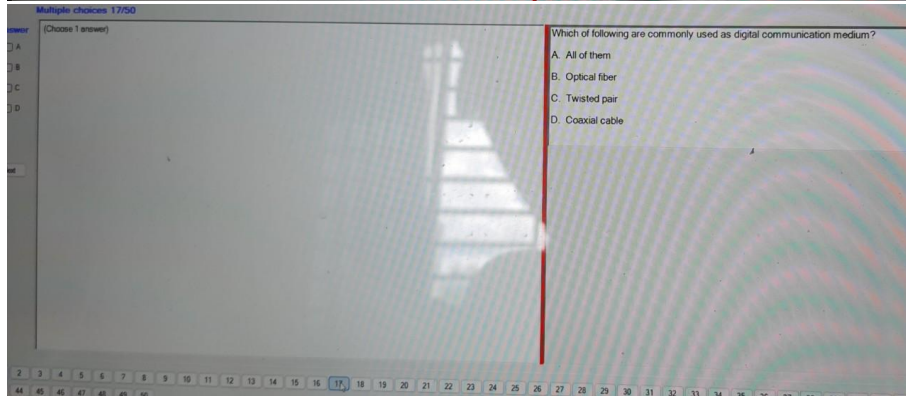 Multiple choices 17/50
(Choose 1 answer)
A
B
C
D
Which of following are commonly used as digital communication medium?
A. All of them
B. Optical fiber
C. Twisted pair
D. Coaxial cable
2 3 4 5 6 7 8 9 10 11 12 13 14 15 16 17 18 19 20 21 22 23 24 25 26 27 28 29 30 31 32 33 34
44 45 46 47 48 49 50